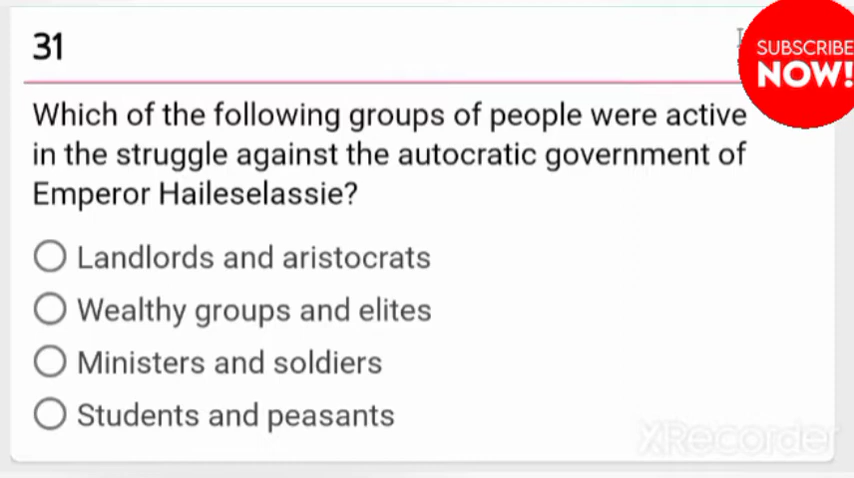 31
SUBSCRIBE
NOW!
Which of the following groups of people were active
in the struggle against the autocratic government of
Emperor Haileselassie?
Landlords and aristocrats
Wealthy groups and elites
Ministers and soldiers
Students and peasants
XRecorder